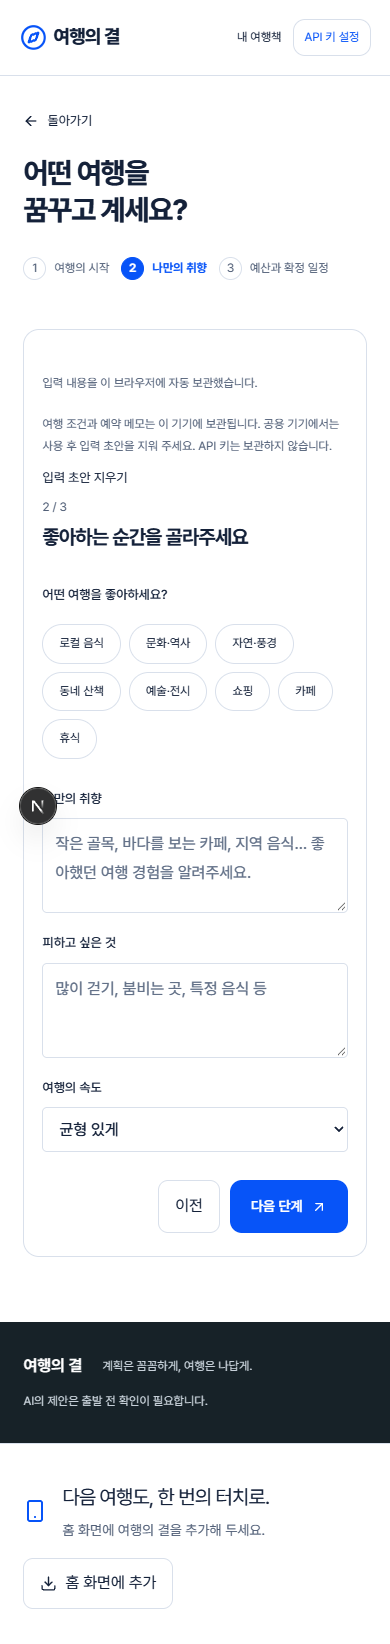 여행의 결
내 여행책
API 키 설정
돌아가기
어떤 여행을
꿈꾸고 계세요?
1 여행의 시작 2 나만의 취향 3 예산과 확정 일정
입력 내용을 이 브라우저에 자동 보관했습니다.
여행 조건과 예약 메모는 이 기기에 보관됩니다. 공용 기기에서는
사용 후 입력 초안을 지워 주세요. API 키는 보관하지 않습니다.
입력 초안 지우기
2 / 3
좋아하는 순간을 골라주세요
어떤 여행을 좋아하세요?
로컬 음식 문화·역사 자연·풍경
동네 산책 예술·전시 쇼핑 카페
휴식
N
만의 취향
작은 골목, 바다를 보는 카페, 지역 음식... 좋
아했던 여행 경험을 알려주세요.
피하고 싶은 것
많이 걷기, 붐비는 곳, 특정 음식 등
여행의 속도
균형 있게
이전
다음 단계
여행의 결 계획은 꼼꼼하게, 여행은 나답게.
AI의 제안은 출발 전 확인이 필요합니다.
다음 여행도, 한 번의 터치로.
홈 화면에 여행의 결을 추가해 두세요.
홈 화면에 추가